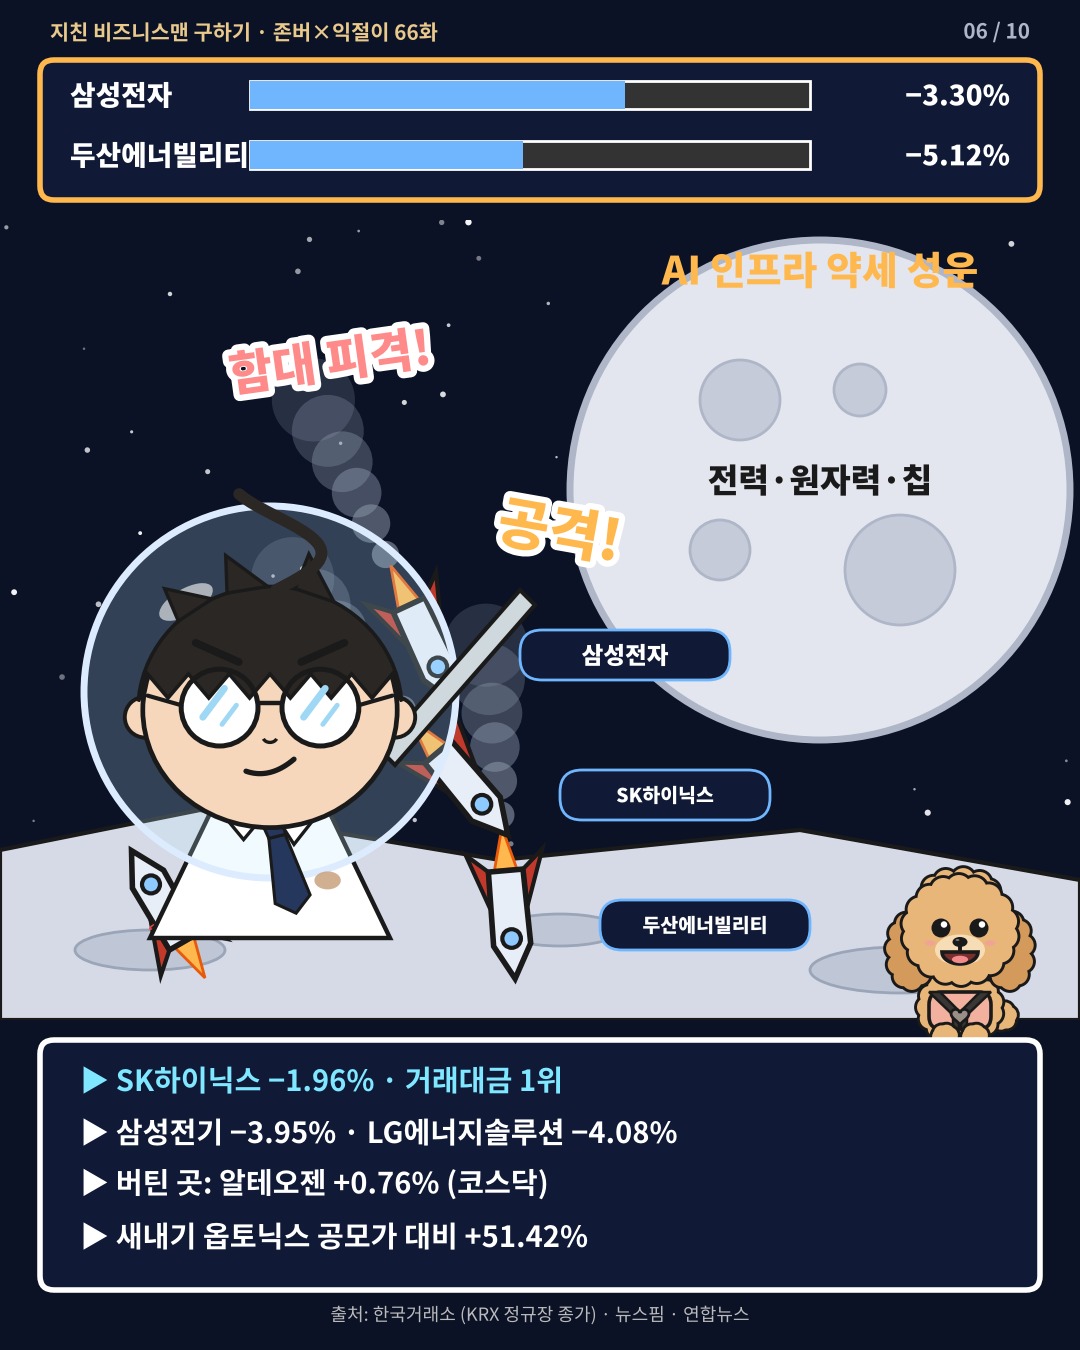 지친 비즈니스맨 구하기 · 존버×익절이 66화
06 / 10
삼성전자 −3.30%
두산에너빌리티 −5.12%
AI 인프라 약세 성운
함대 피격!
전력·원자력·칩
공격!
삼성전자
SK하이닉스
두산에너빌리티
▶ SK하이닉스 −1.96% · 거래대금 1위
▶ 삼성전기 −3.95% · LG에너지솔루션 −4.08%
▶ 버틴 곳: 알테오젠 +0.76% (코스닥)
▶ 새내기 옵토닉스 공모가 대비 +51.42%
출처: 한국거래소 (KRX 정규장 종가) · 뉴스핌 · 연합뉴스